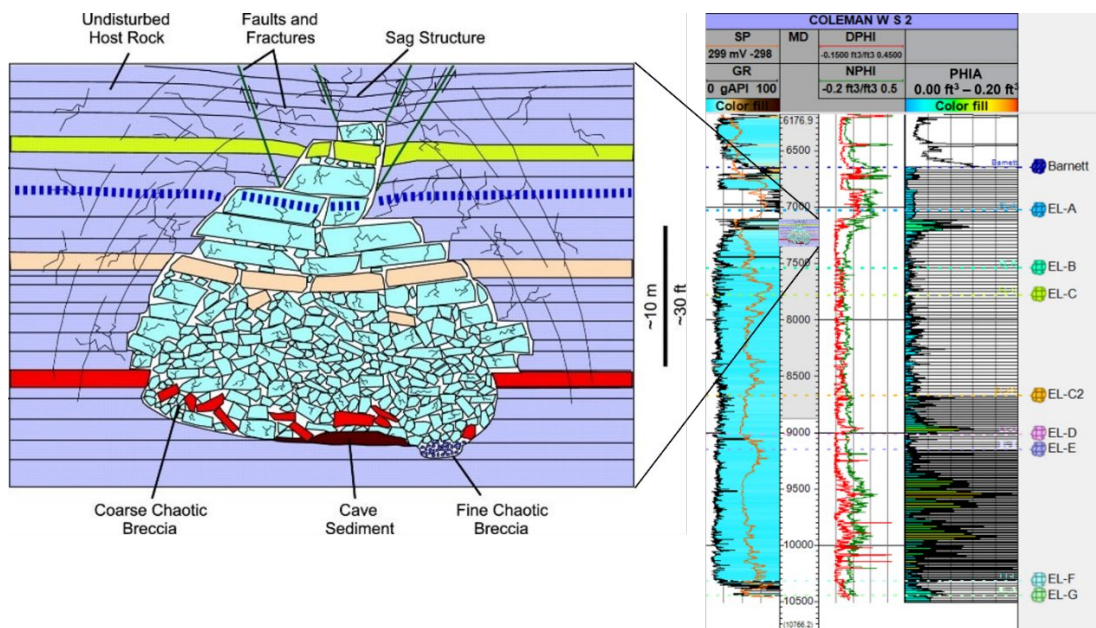 Undisturbed
Host Rock
Faults and
Fractures
Sag Structure
~10 m
~30 ft
Coarse Chaotic
Breccia
Cave
Sediment
Fine Chaotic
Breccia
COLEMAN W S 2
SP
299 mV -298
GR
0 gAPI 100
Color fill
MD
DPHI
-0.1500 ft3/ft3 0.4500
NPHI
-0.2 ft3/ft3 0.5
PHIA
0.00 ft³ – 0.20 ft³
Color fill
6176.9
6500
7000
7500
8000
8500
9000
9500
10000
10500
(10766.2)
Barnett
Barnett
EL-A
EL-B
EL-C
EL-C2
EL-D
EL-E
EL-F
EL-G